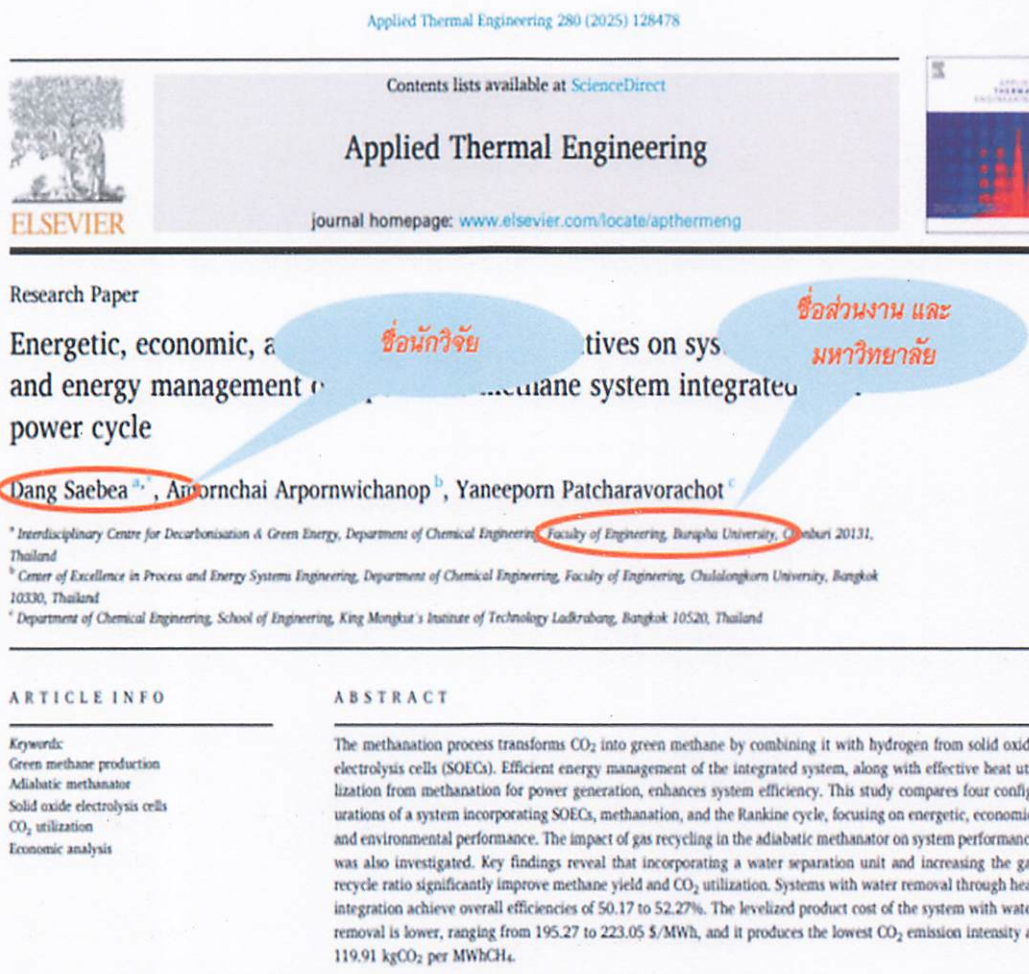 Applied Thermal Engineering 280 (2025) 128478
Contents lists available at ScienceDirect
Applied Thermal Engineering
journal homepage: www.elsevier.com/locate/apthermeng
ELSEVIER
Research Paper
ชื่อนักวิจัย
ชื่อส่วนงาน และ
มหาวิทยาลัย
Energetic, economic, a tives on sys
and energy management methane system integrated
power cycle
Dang Saebea a,*, Amornchai Arpornwichanop b, Yaneeporn Patcharavorachot c
a Interdisciplinary Centre for Decarbonisation & Green Energy, Department of Chemical Engineering, Faculty of Engineering, Burapha University, Chonburi 20131,
Thailand
b Center of Excellence in Process and Energy Systems Engineering, Department of Chemical Engineering, Faculty of Engineering, Chulalongkorn University, Bangkok
10330, Thailand
c Department of Chemical Engineering, School of Engineering, King Mongkut's Institute of Technology Ladkrabang, Bangkok 10520, Thailand
ARTICLE INFO
Keywords:
Green methane production
Adiabatic methanator
Solid oxide electrolysis cells
CO2 utilization
Economic analysis
ABSTRACT
The methanation process transforms CO2 into green methane by combining it with hydrogen from solid oxid
electrolysis cells (SOECs). Efficient energy management of the integrated system, along with effective heat uti
lization from methanation for power generation, enhances system efficiency. This study compares four config
urations of a system incorporating SOECs, methanation, and the Rankine cycle, focusing on energetic, economic
and environmental performance. The impact of gas recycling in the adiabatic methanator on system performanc
was also investigated. Key findings reveal that incorporating a water separation unit and increasing the ga
recycle ratio significantly improve methane yield and CO2 utilization. Systems with water removal through hea
integration achieve overall efficiencies of 50.17 to 52.27%. The levelized product cost of the system with wate
removal is lower, ranging from 195.27 to 223.05 $/MWh, and it produces the lowest CO2 emission intensity a
119.91 kgCO2 per MWhCH4.